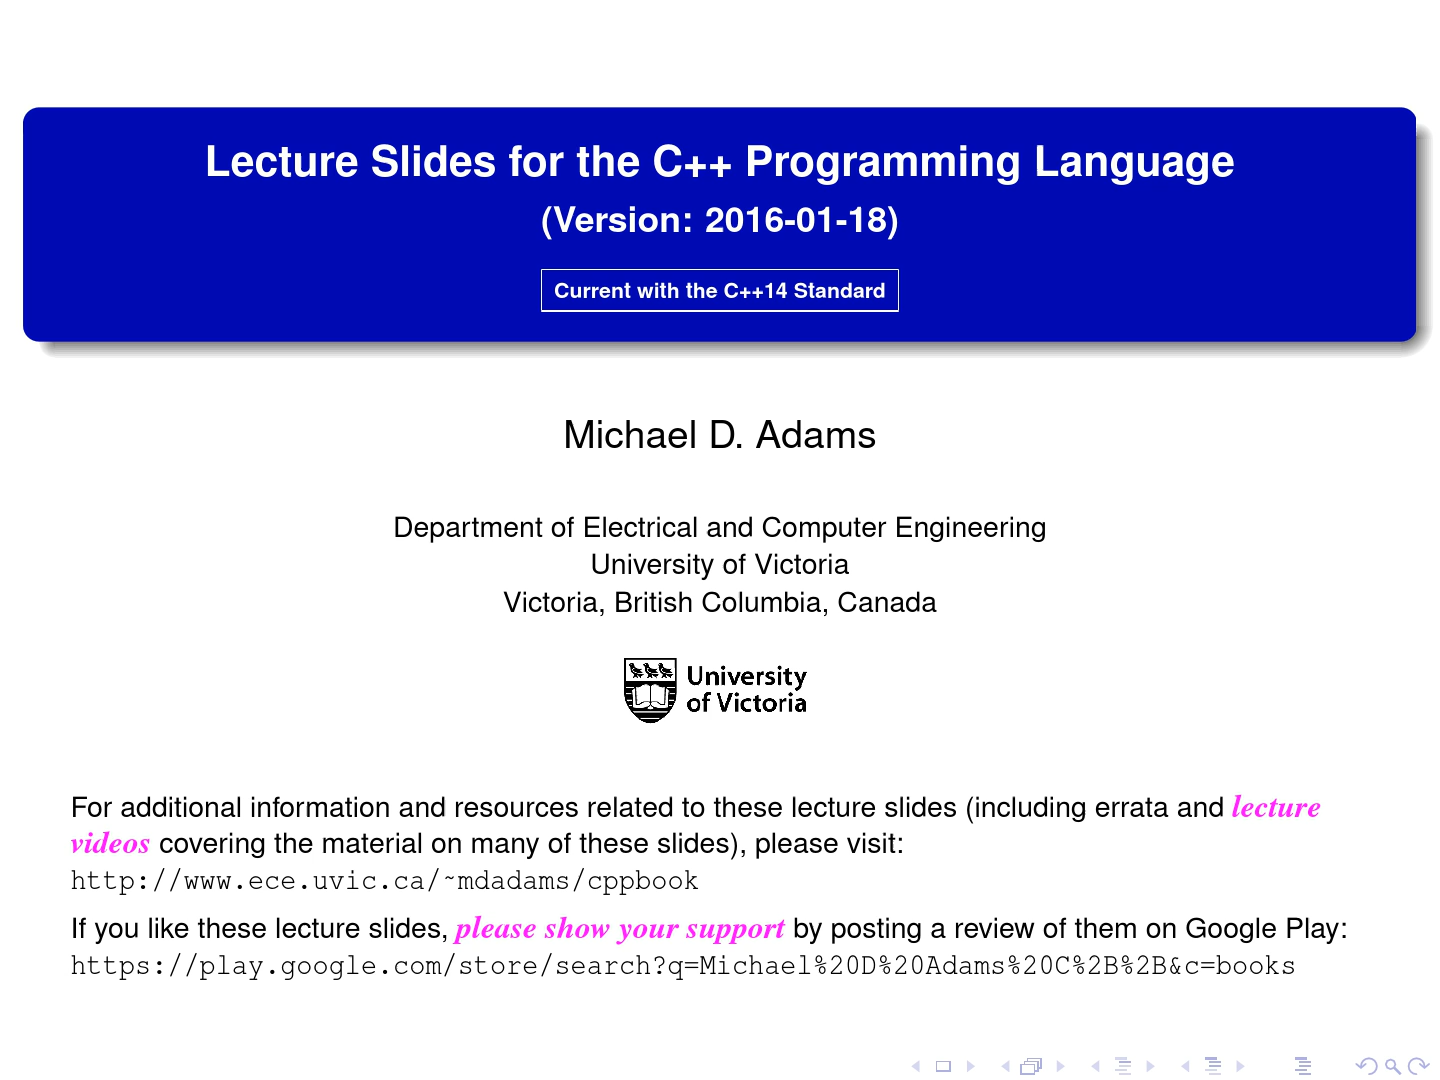 Lecture Slides for the C++ Programming Language
(Version: 2016-01-18)
Current with the C++14 Standard
Michael D. Adams
Department of Electrical and Computer Engineering
University of Victoria
Victoria, British Columbia, Canada
University
of Victoria
For additional information and resources related to these lecture slides (including errata and lecture
videos covering the material on many of these slides), please visit:
http://www.ece.uvic.ca/~mdadams/cppbook
If you like these lecture slides, please show your support by posting a review of them on Google Play:
https://play.google.com/store/search?q=Michael%20D%20Adams%20C%2B%2B&c=books